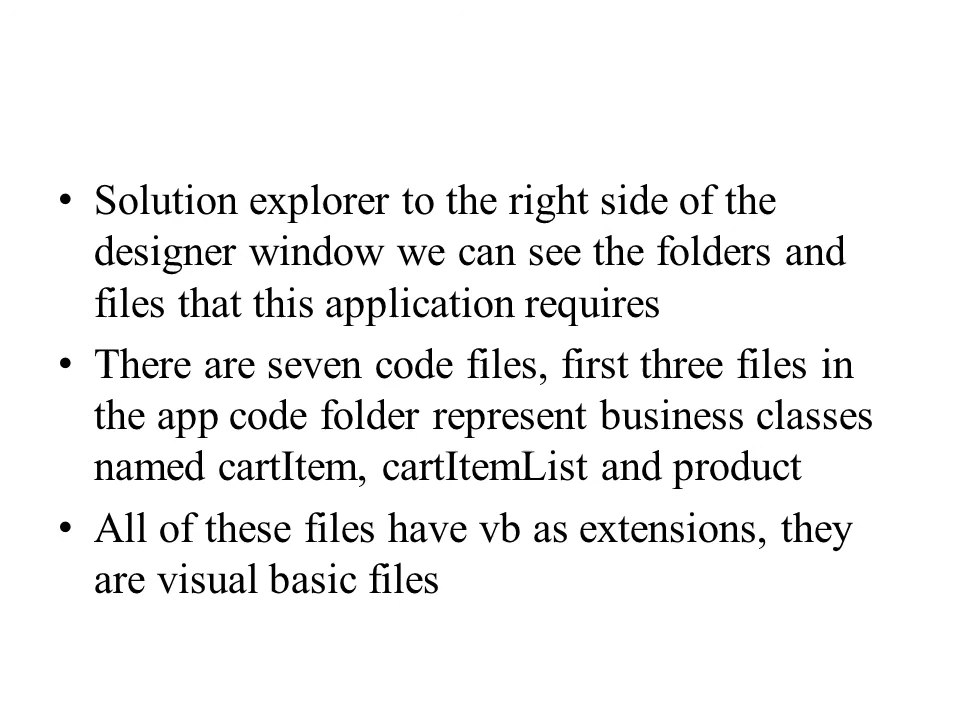 • Solution explorer to the right side of the
designer window we can see the folders and
files that this application requires
• There are seven code files, first three files in
the app code folder represent business classes
named cartItem, cartItemList and product
• All of these files have vb as extensions, they
are visual basic files